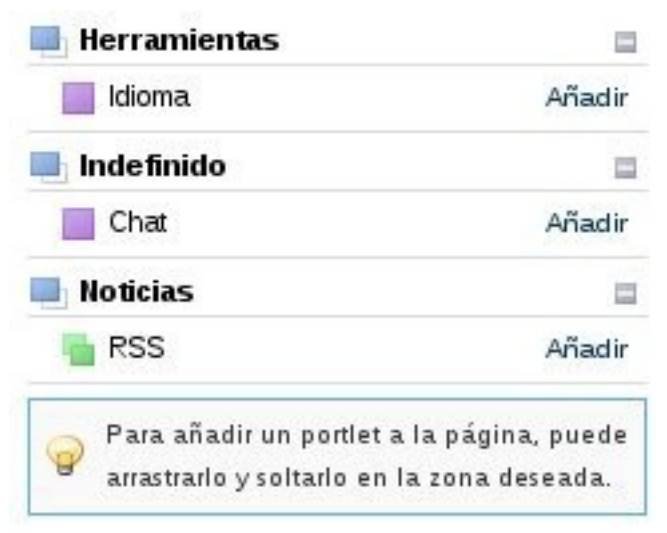 Herramientas
Idioma Añadir
Indefinido
Chat Añadir
Noticias
RSS Añadir
Para añadir un portlet a la página, puede
arrastrarlo y soltarlo en la zona deseada.